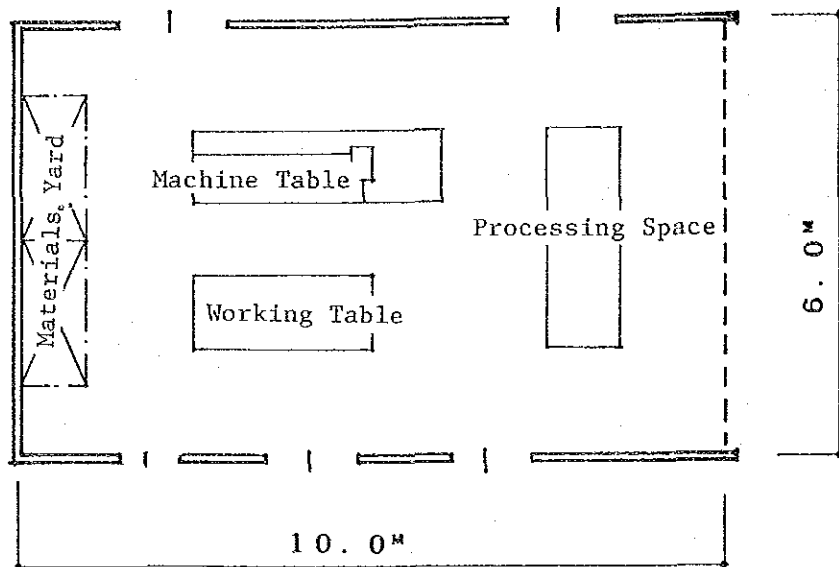 Materials. Yard
Machine Table
Processing Space
Working Table
6.0M
10.0M